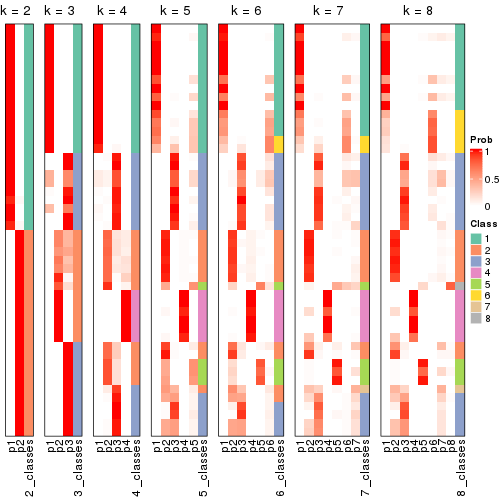 k = 2 k = 3 k = 4 k = 5 k = 6 k = 7 k = 8
Prob
1
0.5
0
Class
1
2
3
4
5
6
7
8
p1 p2 2_classes
p1 p2 p3 3_classes
p1 p2 p3 p4 4_classes
p1 p2 p3 p4 p5 5_classes
p1 p2 p3 p4 p5 p6 6_classes
p1 p2 p3 p4 p5 p6 p7 7_classes
p1 p2 p3 p4 p5 p6 p7 p8 8_classes